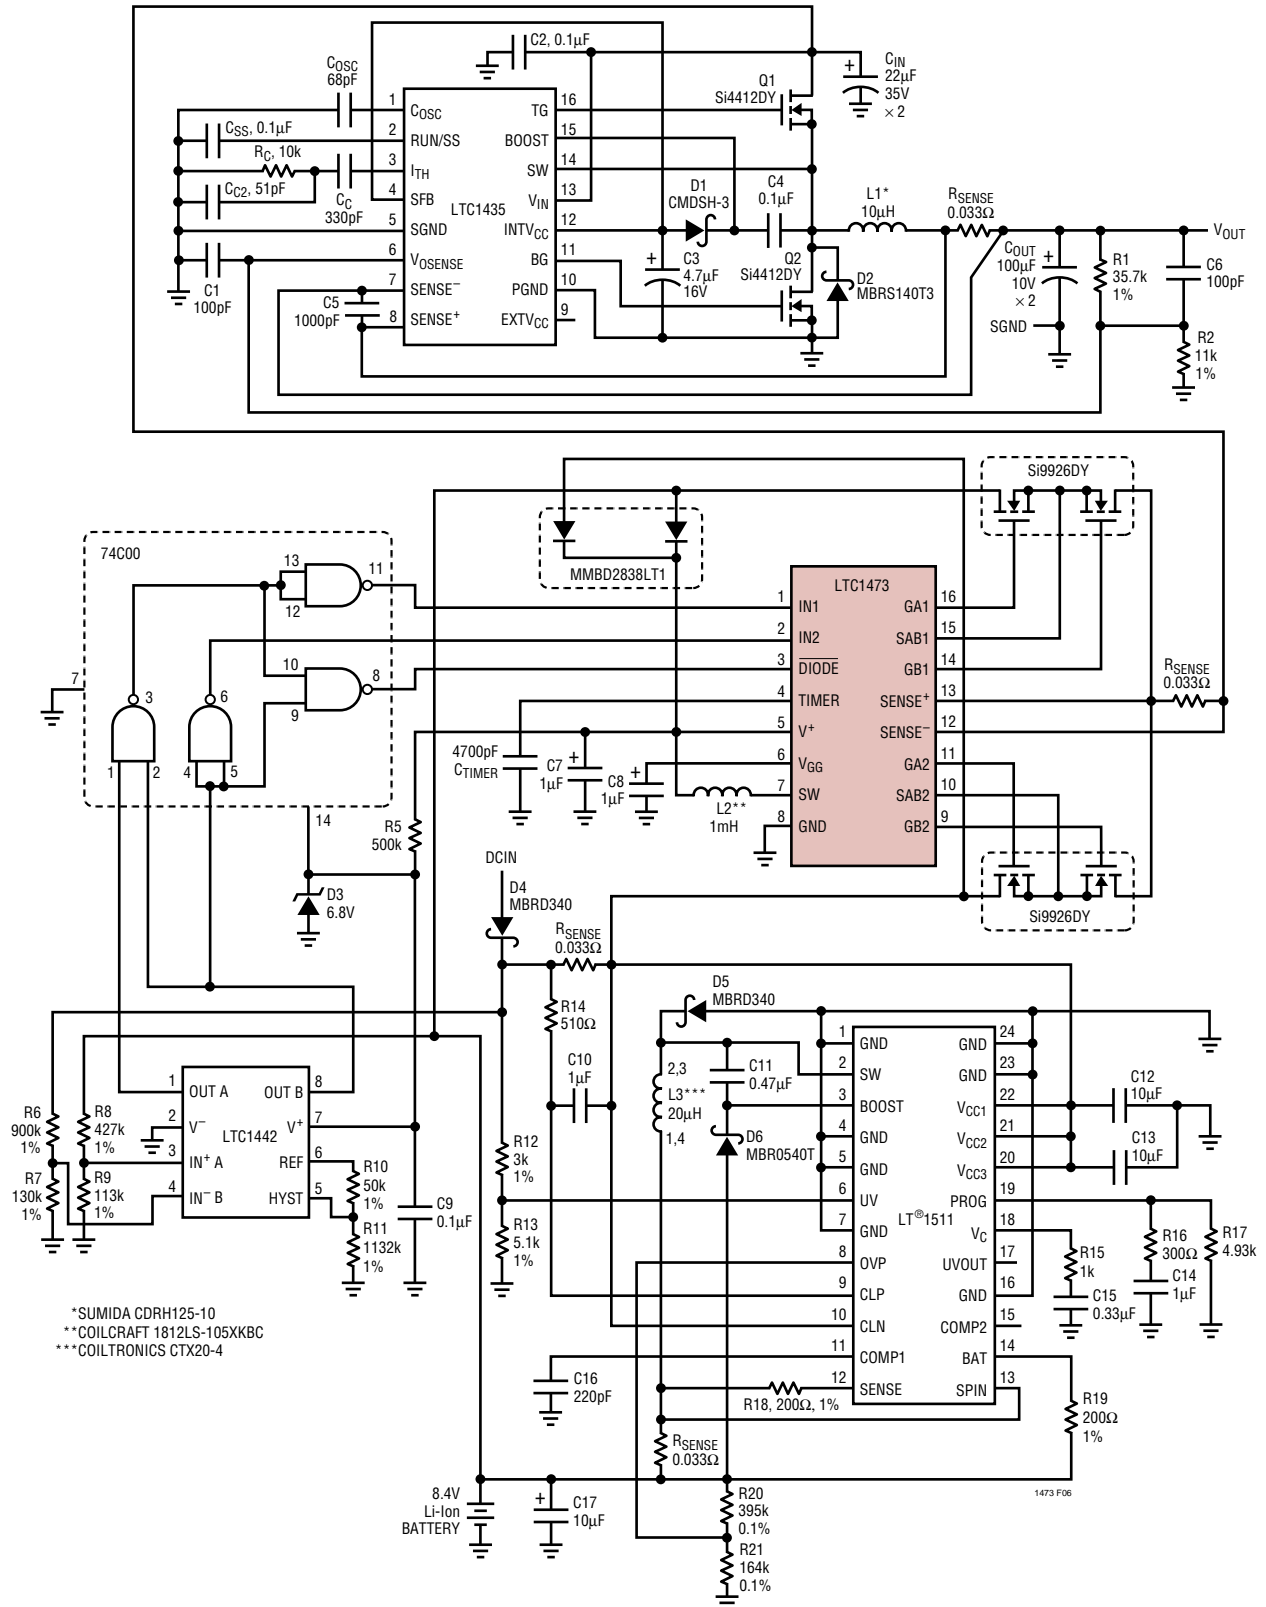 C2, 0.1µF
COSC
68pF
CSS, 0.1µF
RC, 10k
CC2, 51pF
CC
330pF
C1
100pF
C5
1000pF
1
2
3
4
5
6
7
8
COSC
RUN/SS
ITH
SFB
SGND
VOSENSE
SENSE–
SENSE+
LTC1435
TG
BOOST
SW
VIN
INTVCC
BG
PGND
EXTVCC
16
15
14
13
12
11
10
9
Q1
Si4412DY
+
CIN
22µF
35V
× 2
D1
CMDSH-3
C4
0.1µF
L1*
10µH
RSENSE
0.033Ω
+
C3
4.7µF
16V
Q2
Si4412DY
D2
MBRS140T3
COUT
100µF
10V
× 2
+
SGND
R1
35.7k
1%
C6
100pF
VOUT
R2
11k
1%
Si9926DY
74C00
13
12
11
10
9
8
7
3
6
1
2
4
5
14
MMBD2838LT1
LTC1473
1
2
3
4
5
6
7
8
IN1
IN2
DIODE
TIMER
V+
VGG
SW
GND
GA1
SAB1
GB1
SENSE+
SENSE–
GA2
SAB2
GB2
16
15
14
13
12
11
10
9
RSENSE
0.033Ω
4700pF
CTIMER
+
C7
1µF
+
C8
1µF
L2**
1mH
R5
500k
D3
6.8V
Si9926DY
DCIN
D4
MBRD340
RSENSE
0.033Ω
R14
510Ω
C10
1µF
D5
MBRD340
2,3
L3***
20µH
1,4
C11
0.47µF
D6
MBR0540T
R6
900k
1%
R8
427k
1%
R7
130k
1%
R9
113k
1%
1
2
3
4
OUT A
V–
IN+ A
IN– B
LTC1442
OUT B
V+
REF
HYST
8
7
6
5
R10
50k
1%
R11
1132k
1%
C9
0.1µF
R12
3k
1%
R13
5.1k
1%
1
2
3
4
5
6
7
8
9
10
11
12
GND
SW
BOOST
GND
GND
UV
GND
OVP
CLP
CLN
COMP1
SENSE
LT®1511
GND
GND
VCC1
VCC2
VCC3
PROG
VC
UVOUT
GND
COMP2
BAT
SPIN
24
23
22
21
20
19
18
17
16
15
14
13
C12
10µF
C13
10µF
R15
1k
C15
0.33µF
R16
300Ω
C14
1µF
R17
4.93k
C16
220pF
R18, 200Ω, 1%
RSENSE
0.033Ω
R19
200Ω
1%
*SUMIDA CDRH125-10
**COILCRAFT 1812LS-105XKBC
***COILTRONICS CTX20-4
8.4V
Li-Ion
BATTERY
+
C17
10µF
R20
395k
0.1%
R21
164k
0.1%
1473 F06